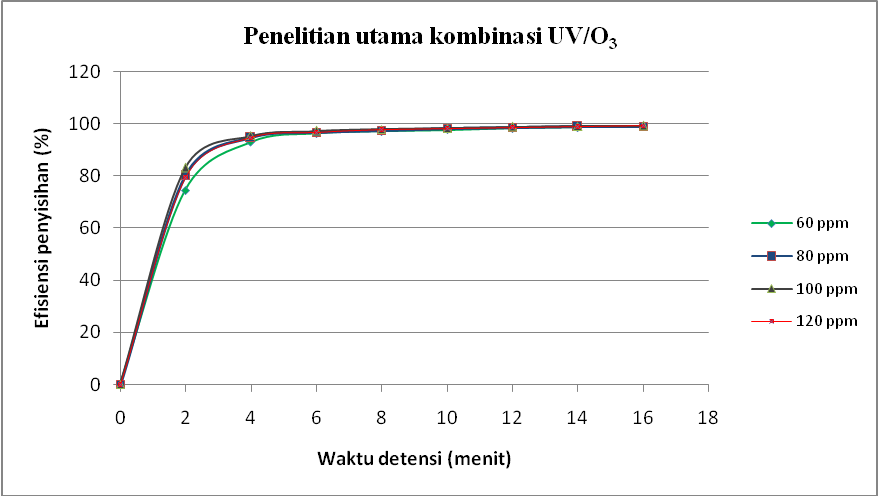 Penelitian utama kombinasi UV/O₃
120
100
80
60
40
20
0
0 2 4 6 8 10 12 14 16 18
Efisiensi penyisihan (%)
Waktu detensi (menit)
60 ppm
80 ppm
100 ppm
120 ppm